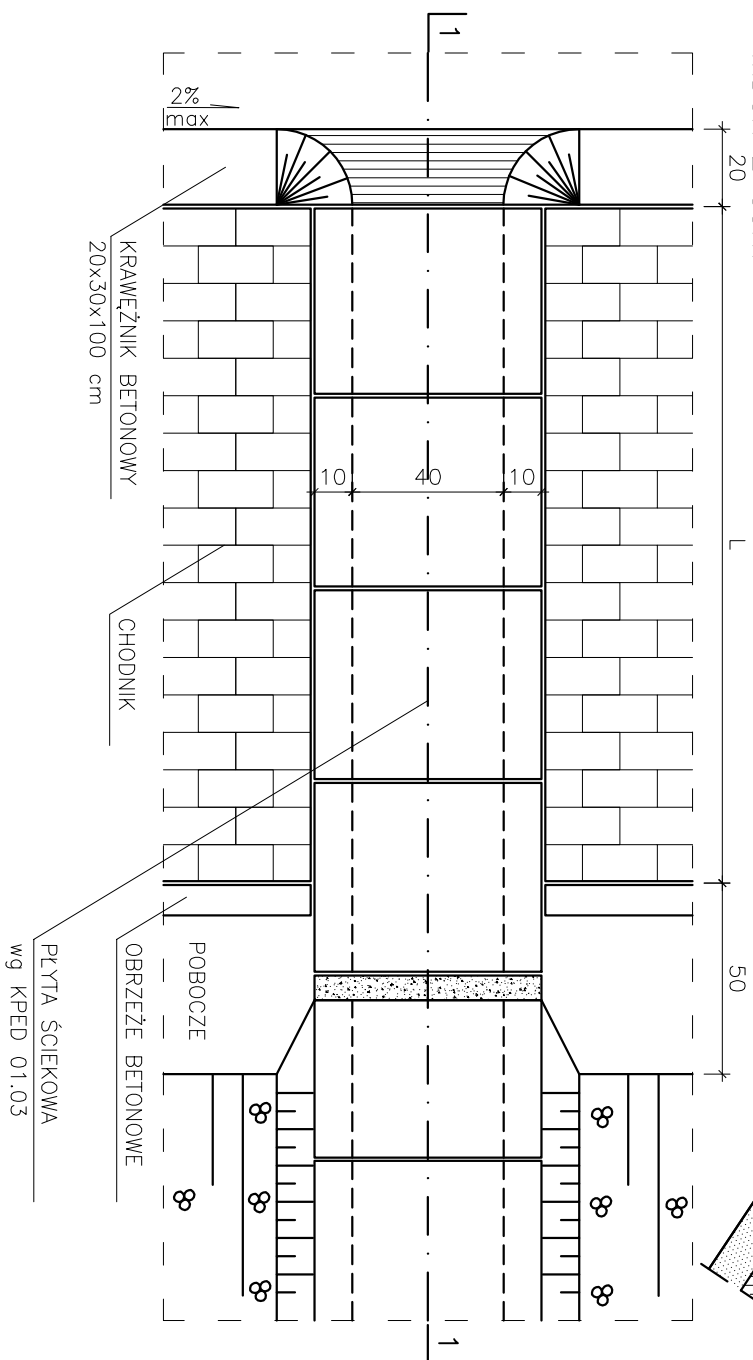 1
2%
max
20
L
50
10
40
10
KRAWĘŻNIK BETONOWY
20x30x100 cm
CHODNIK
POBOCZE
OBRZEŻE BETONOWE
PŁYTA ŚCIEKOWA
wg KPED 01.03
1